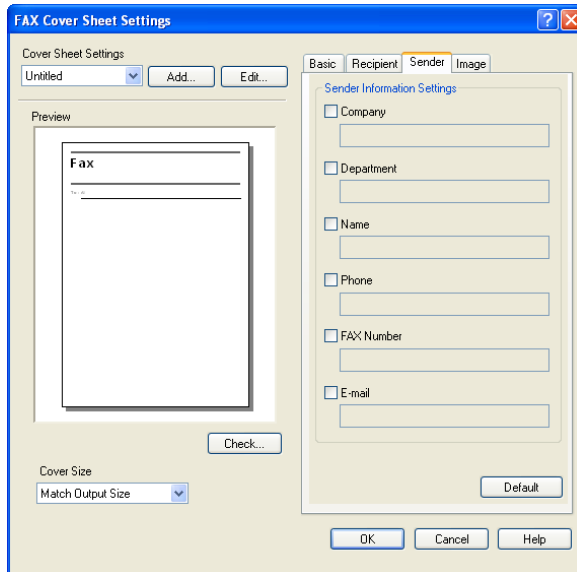 FAX Cover Sheet Settings
Cover Sheet Settings
Untitled
Add...
Edit...
Preview
Fax
Check...
Cover Size
Match Output Size
Basic
Recipient
Sender
Image
Sender Information Settings
Company
Department
Name
Phone
FAX Number
E-mail
Default
OK
Cancel
Help